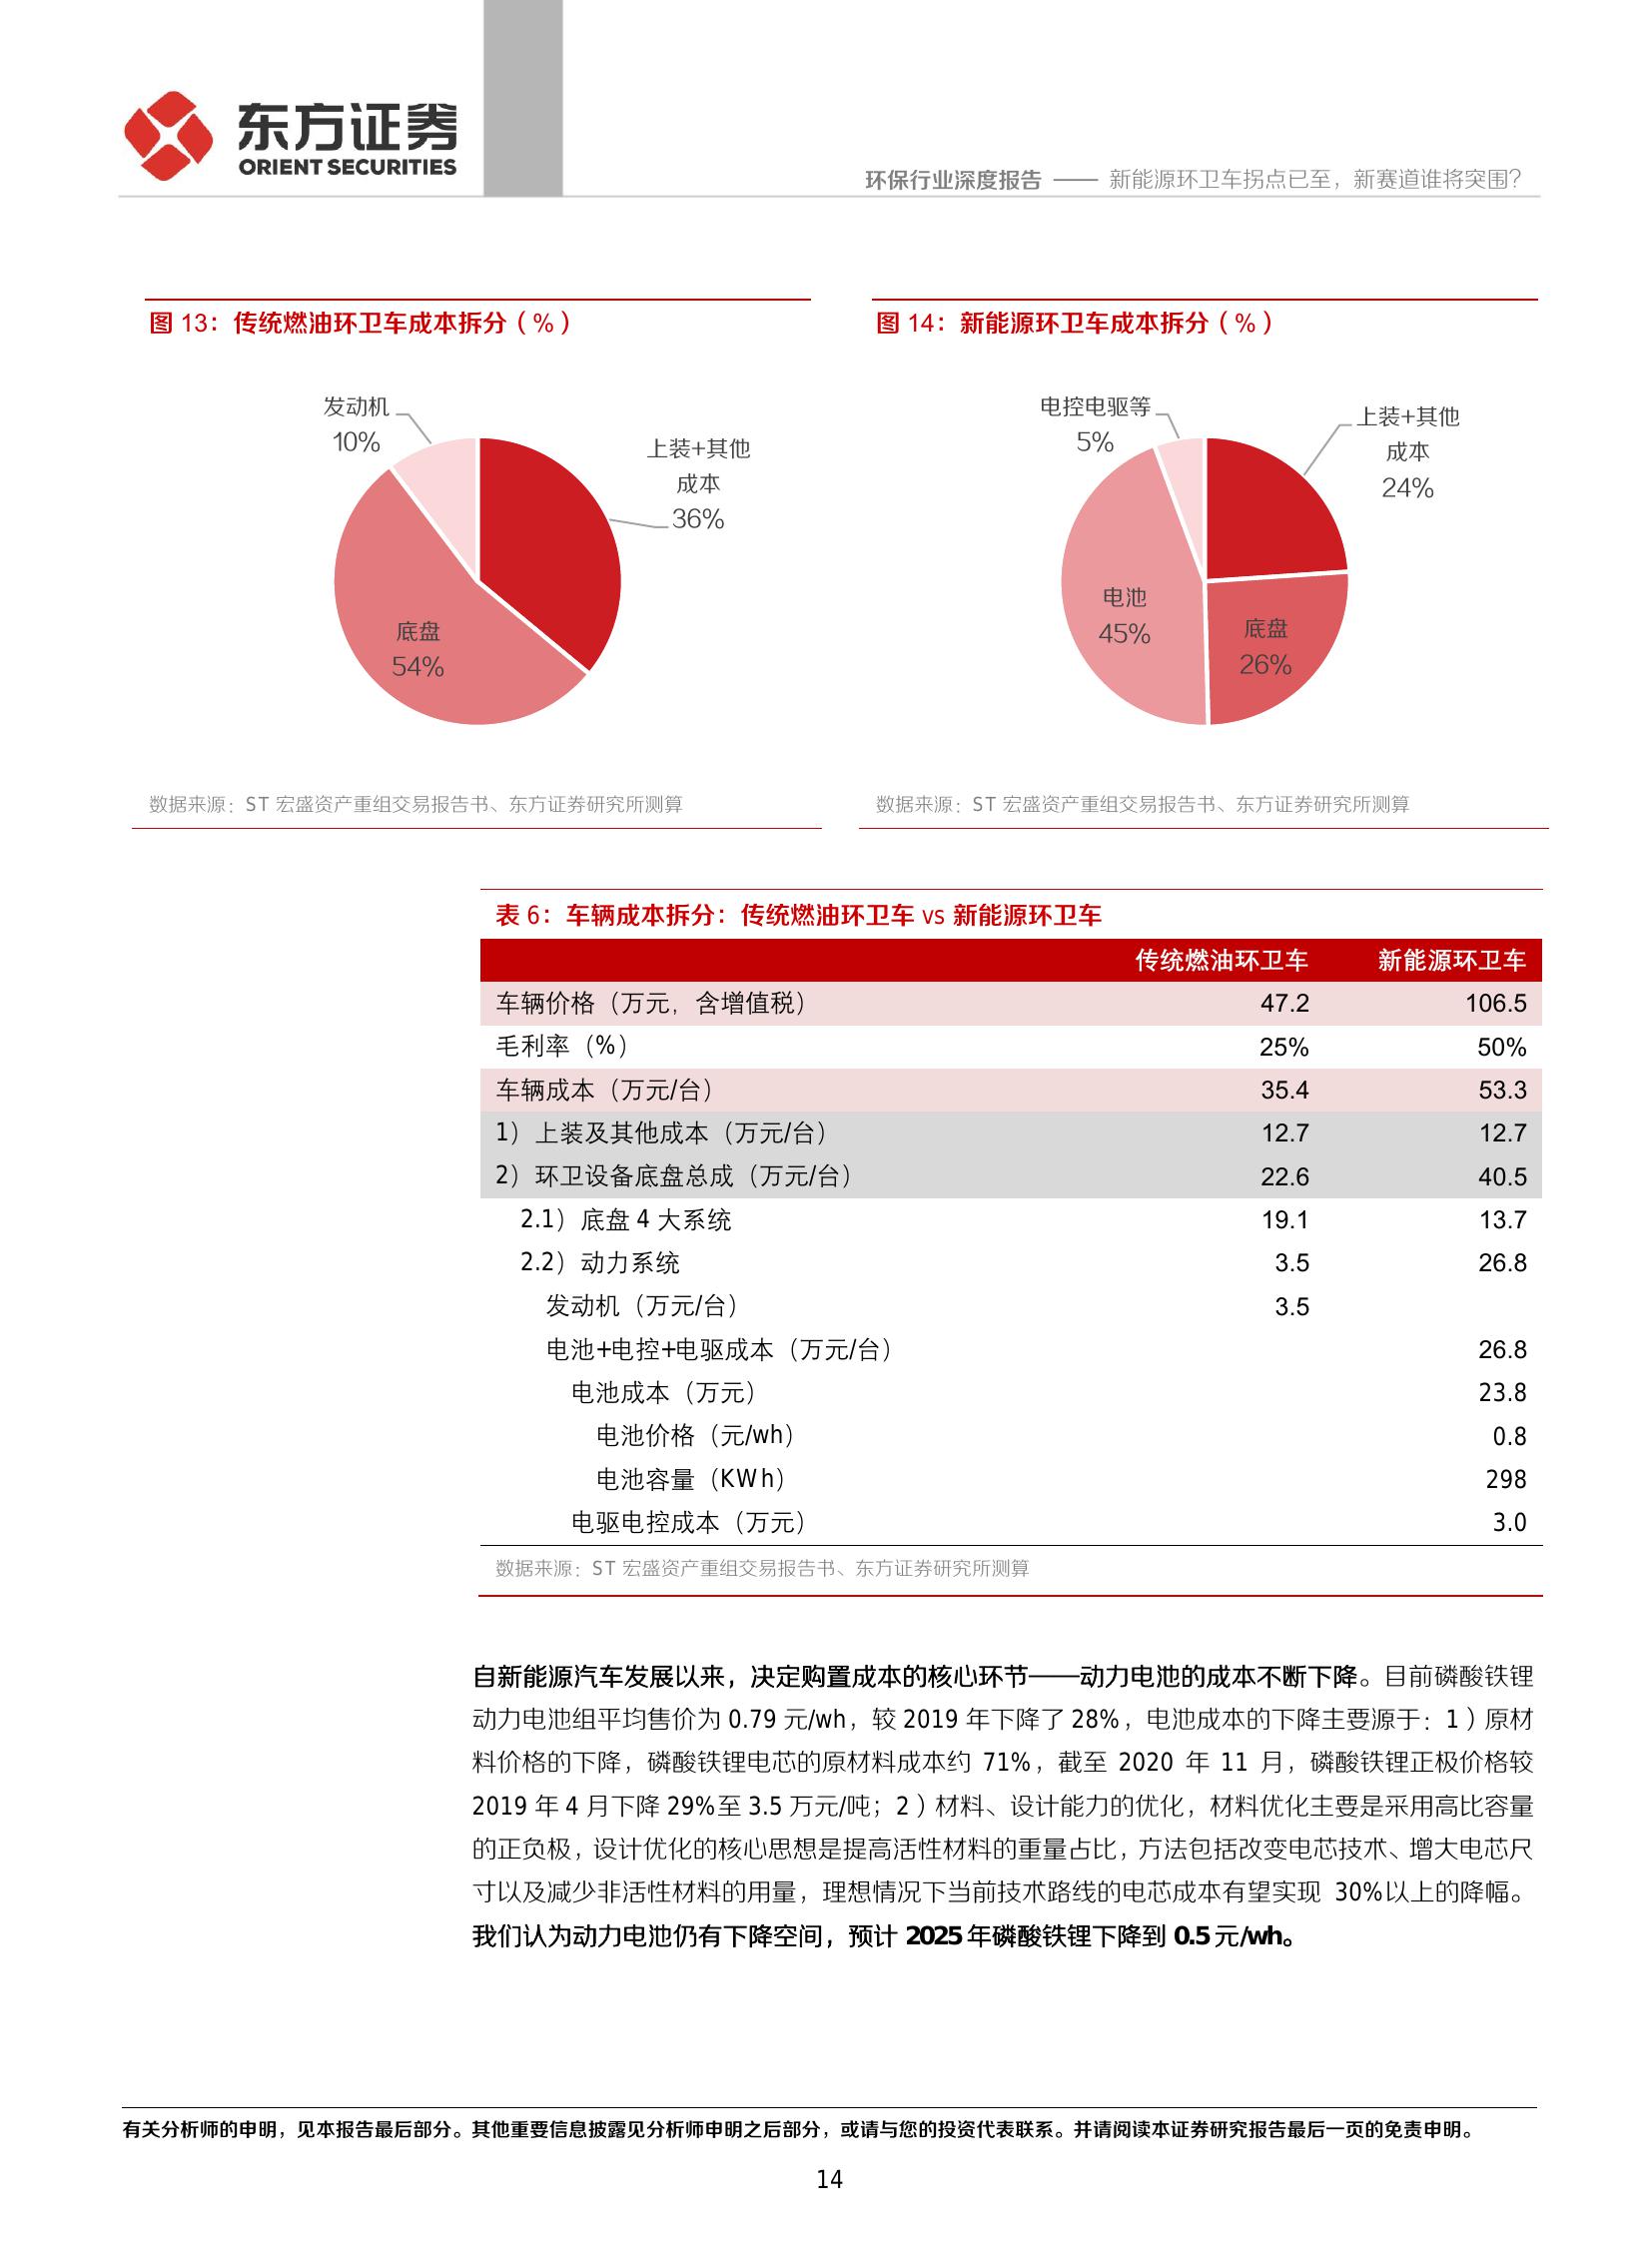 东方证券
ORIENT SECURITIES
环保行业深度报告 —— 新能源环卫车拐点已至，新赛道谁将突围？
图 13：传统燃油环卫车成本拆分（%）
发动机
10%
上装+其他
成本
36%
底盘
54%
数据来源：ST 宏盛资产重组交易报告书、东方证券研究所测算
图 14：新能源环卫车成本拆分（%）
电控电驱等
5%
上装+其他
成本
24%
电池
45%
底盘
26%
数据来源：ST 宏盛资产重组交易报告书、东方证券研究所测算
表 6：车辆成本拆分：传统燃油环卫车 vs 新能源环卫车
传统燃油环卫车 新能源环卫车
车辆价格（万元，含增值税） 47.2 106.5
毛利率（%） 25% 50%
车辆成本（万元/台） 35.4 53.3
1）上装及其他成本（万元/台） 12.7 12.7
2）环卫设备底盘总成（万元/台） 22.6 40.5
2.1）底盘 4 大系统 19.1 13.7
2.2）动力系统 3.5 26.8
发动机（万元/台） 3.5
电池+电控+电驱成本（万元/台） 26.8
电池成本（万元） 23.8
电池价格（元/wh） 0.8
电池容量（KWh） 298
电驱电控成本（万元） 3.0
数据来源：ST 宏盛资产重组交易报告书、东方证券研究所测算
自新能源汽车发展以来，决定购置成本的核心环节——动力电池的成本不断下降。目前磷酸铁锂
动力电池组平均售价为 0.79 元/wh，较 2019 年下降了 28%，电池成本的下降主要源于：1）原材
料价格的下降，磷酸铁锂电芯的原材料成本约 71%，截至 2020 年 11 月，磷酸铁锂正极价格较
2019 年 4 月下降 29%至 3.5 万元/吨；2）材料、设计能力的优化，材料优化主要是采用高比容量
的正负极，设计优化的核心思想是提高活性材料的重量占比，方法包括改变电芯技术、增大电芯尺
寸以及减少非活性材料的用量，理想情况下当前技术路线的电芯成本有望实现 30%以上的降幅。
我们认为动力电池仍有下降空间，预计 2025 年磷酸铁锂下降到 0.5 元/wh。
有关分析师的申明，见本报告最后部分。其他重要信息披露见分析师申明之后部分，或请与您的投资代表联系。并请阅读本证券研究报告最后一页的免责申明。
14